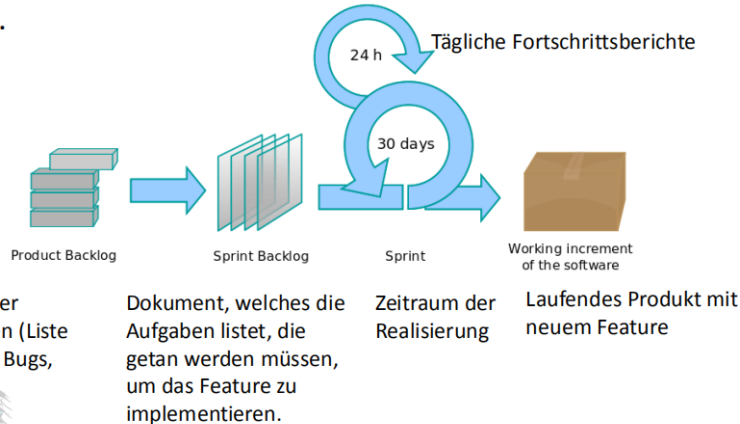 .
24 h
Tägliche Fortschrittsberichte
30 days
Product Backlog
Sprint Backlog
Sprint
Working increment
of the software
er
n (Liste
Bugs,
Dokument, welches die
Aufgaben listet, die
getan werden müssen,
um das Feature zu
implementieren.
Zeitraum der
Realisierung
Laufendes Produkt mit
neuem Feature